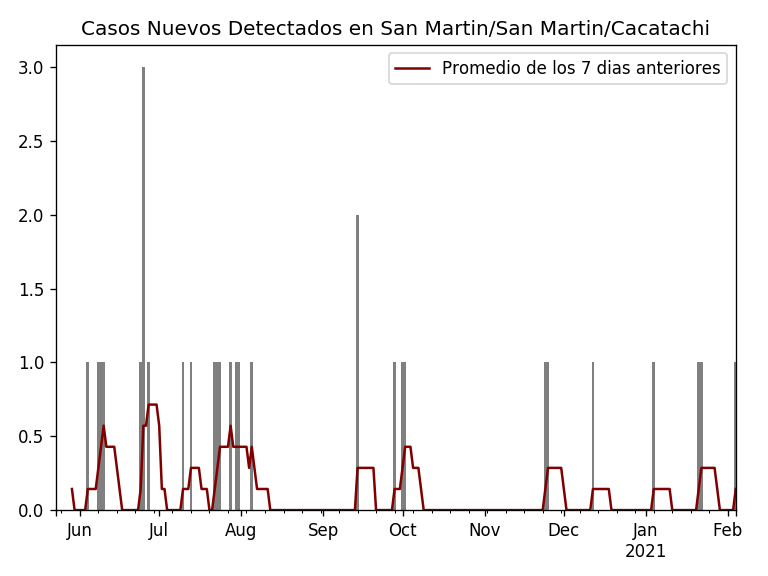 Casos Nuevos Detectados en San Martin/San Martin/Cacatachi
Promedio de los 7 dias anteriores
3.0
2.5
2.0
1.5
1.0
0.5
0.0
Jun Jul Aug Sep Oct Nov Dec Jan Feb
2021